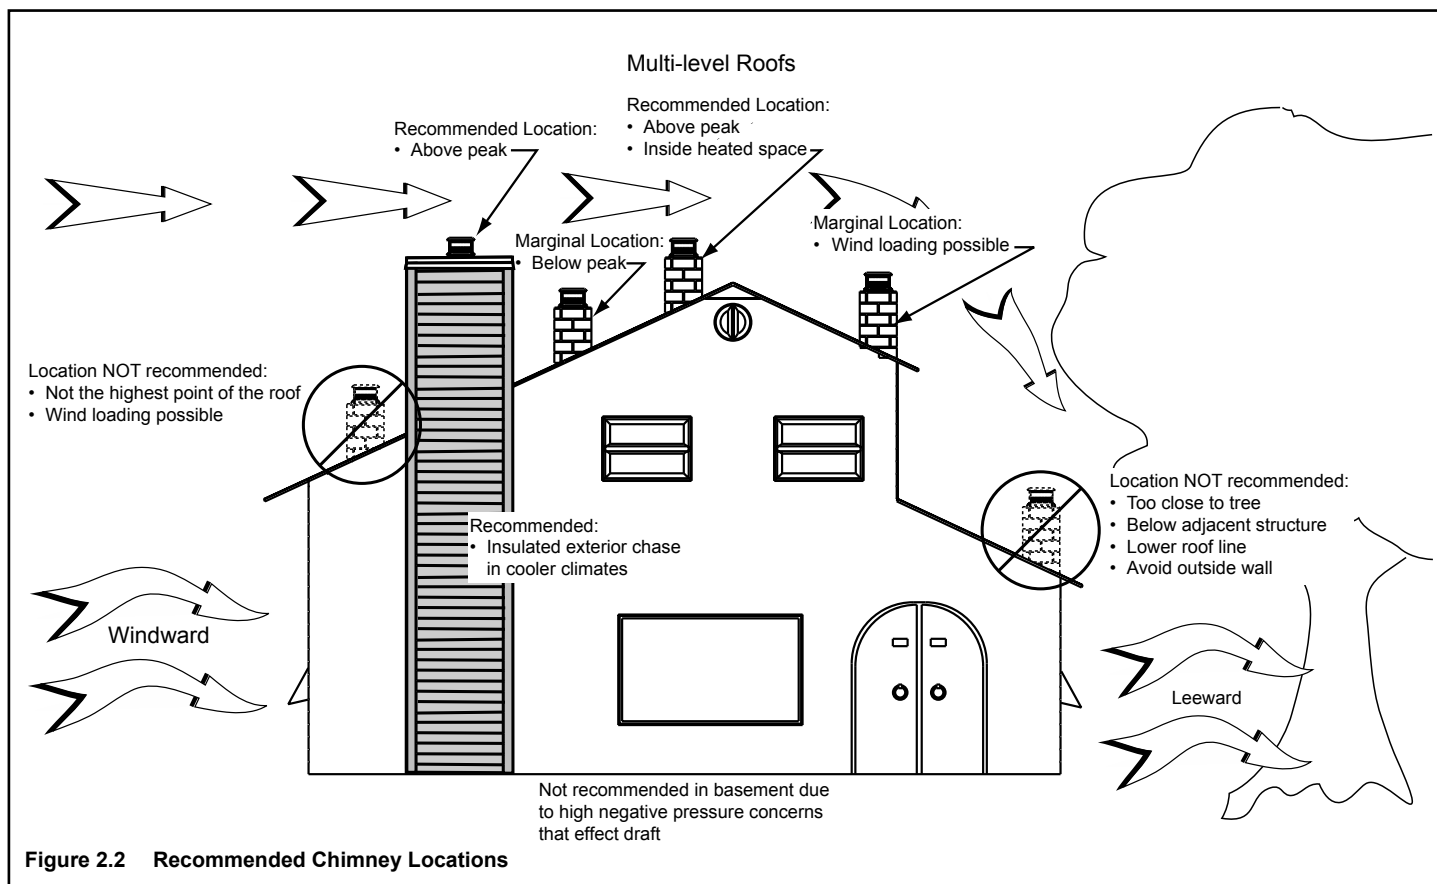 Multi-level Roofs
Recommended Location:
• Above peak
• Inside heated space
Recommended Location:
• Above peak
Marginal Location:
• Below peak
Marginal Location:
• Wind loading possible
Location NOT recommended:
• Not the highest point of the roof
• Wind loading possible
Location NOT recommended:
• Too close to tree
• Below adjacent structure
• Lower roof line
• Avoid outside wall
Recommended:
• Insulated exterior chase
in cooler climates
Windward
Leeward
Not recommended in basement due
to high negative pressure concerns
that effect draft
Figure 2.2 Recommended Chimney Locations